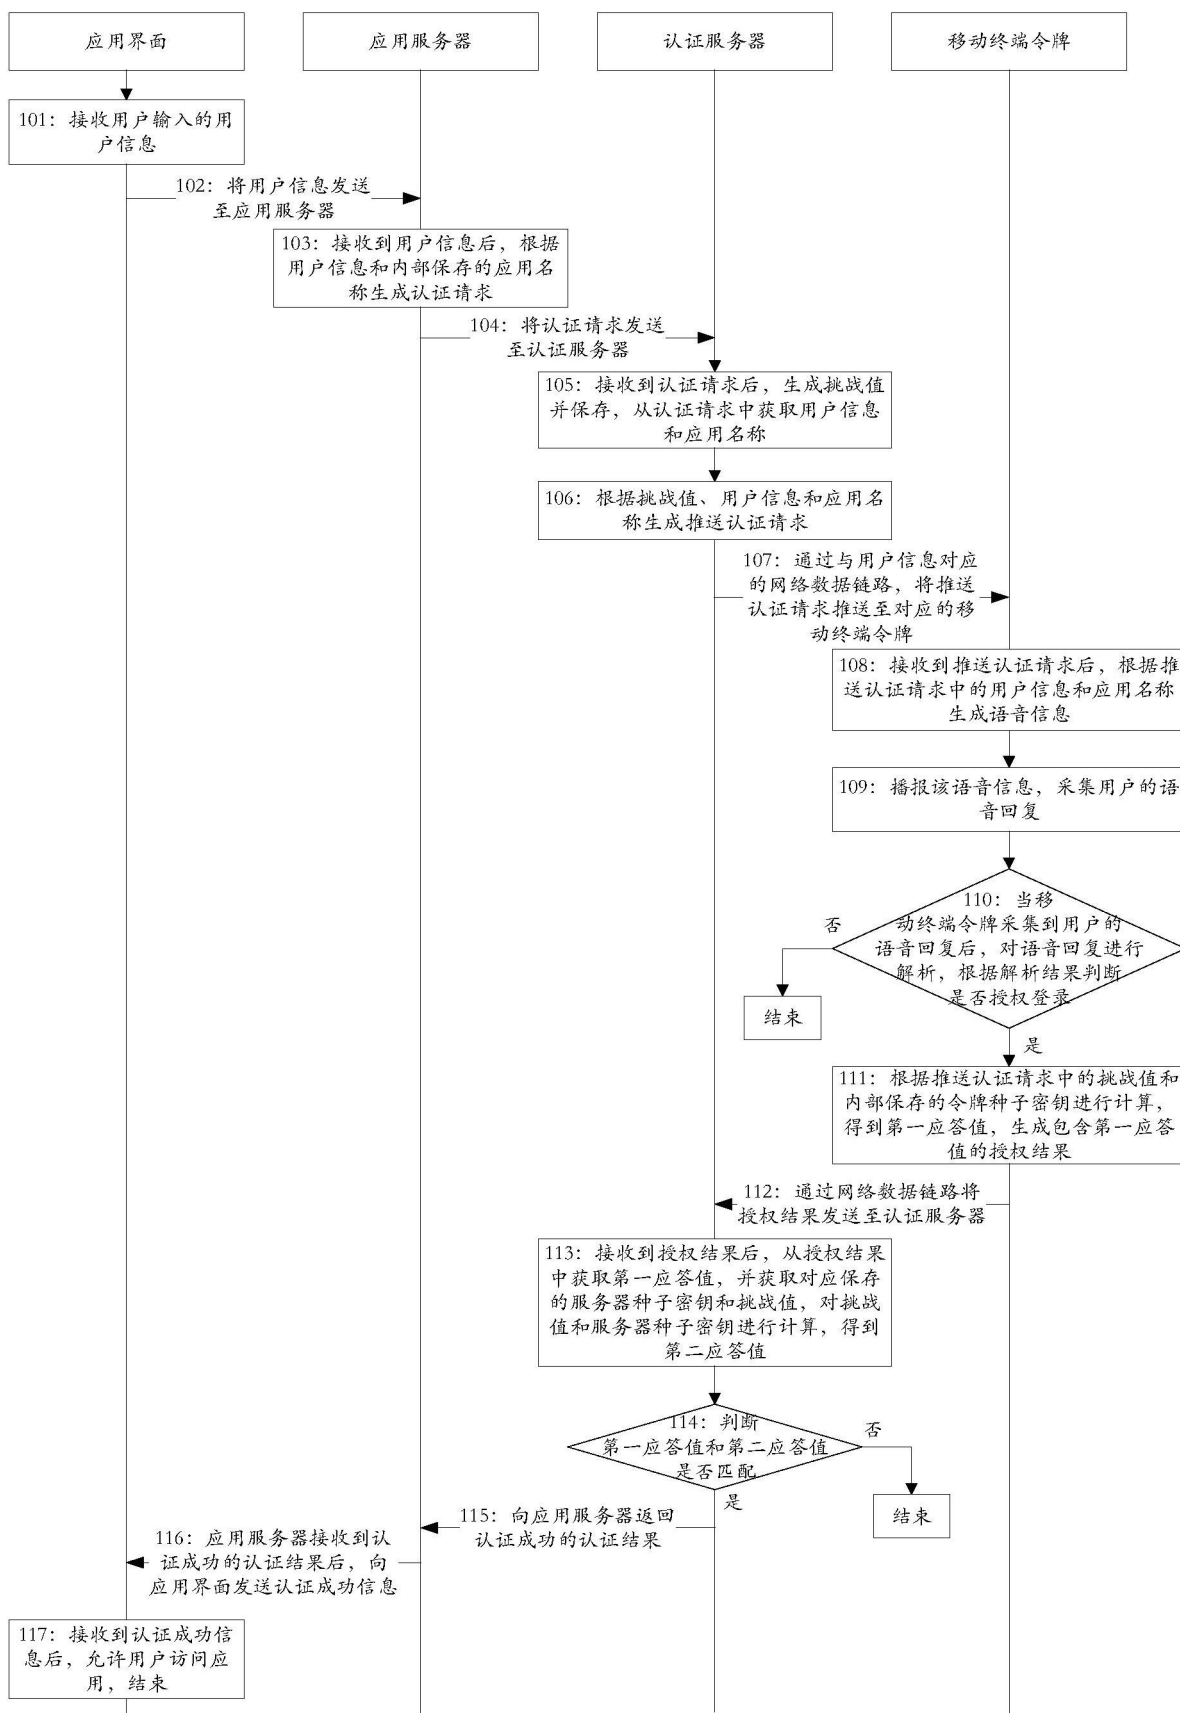 应用界面
应用服务器
认证服务器
移动终端令牌
101：接收用户输入的用
户信息
102：将用户信息发送
至应用服务器
103：接收到用户信息后，根据
用户信息和内部保存的应用名
称生成认证请求
104：将认证请求发送
至认证服务器
105：接收到认证请求后，生成挑战值
并保存，从认证请求中获取用户信息
和应用名称
106：根据挑战值、用户信息和应用名
称生成推送认证请求
107：通过与用户信息对应
的网络数据链路，将推送
认证请求推送至对应的移
动终端令牌
108：接收到推送认证请求后，根据推
送认证请求中的用户信息和应用名称
生成语音信息
109：播报该语音信息，采集用户的语
音回复
110：当移
动终端令牌采集到用户的
语音回复后，对语音回复进行
解析，根据解析结果判断
是否授权登录
否
结束
是
111：根据推送认证请求中的挑战值和
内部保存的令牌种子密钥进行计算，
得到第一应答值，生成包含第一应答
值的授权结果
112：通过网络数据链路将
授权结果发送至认证服务器
113：接收到授权结果后，从授权结果
中获取第一应答值，并获取对应保存
的服务器种子密钥和挑战值，对挑战
值和服务器种子密钥进行计算，得到
第二应答值
114：判断
第一应答值和第二应答值
是否匹配
否
结束
是
115：向应用服务器返回
认证成功的认证结果
116：应用服务器接收到认
证成功的认证结果后，向
应用界面发送认证成功信息
117：接收到认证成功信
息后，允许用户访问应
用，结束